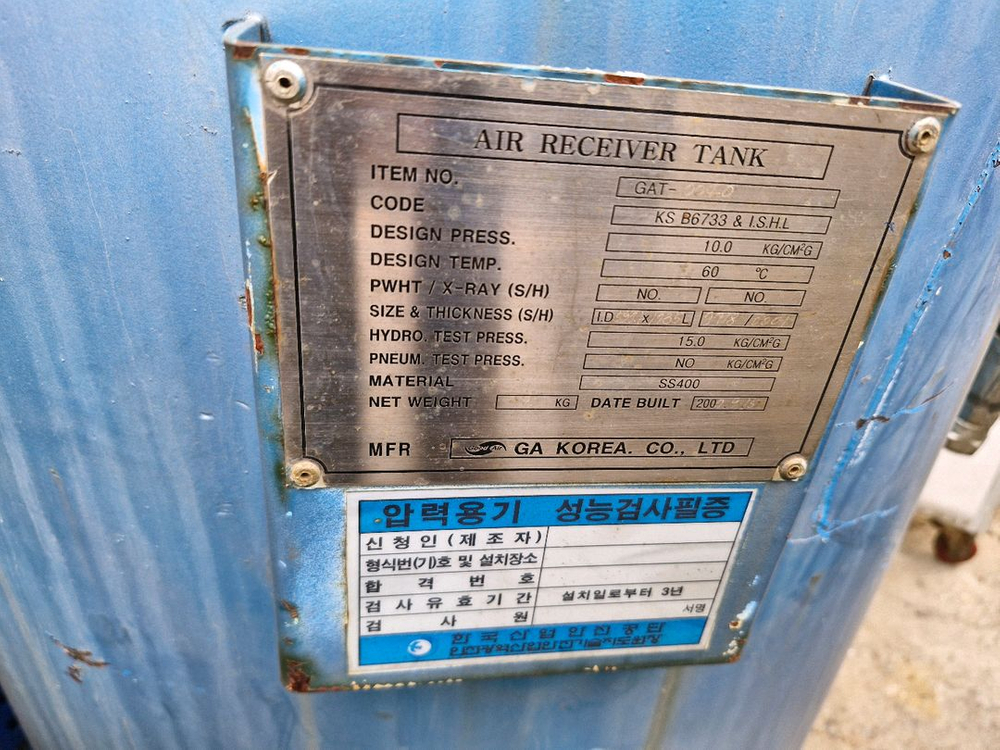 AIR RECEIVER TANK
ITEM NO. GAT-
CODE KS B6733 & I.S.H.L
DESIGN PRESS. 10.0 KG/CM²G
DESIGN TEMP. 60 °C
PWHT / X-RAY (S/H) NO. NO.
SIZE & THICKNESS (S/H) I.D X L /
HYDRO. TEST PRESS. 15.0 KG/CM²G
PNEUM. TEST PRESS. NO KG/CM²G
MATERIAL SS400
NET WEIGHT KG DATE BUILT 200
MFR GA KOREA. CO., LTD
압력용기 성능검사필증
신청인(제조자)
형식번(기)호 및 설치장소
합격번호
검사유효기간 설치일로부터 3년
검사원 서명
한국산업안전공단